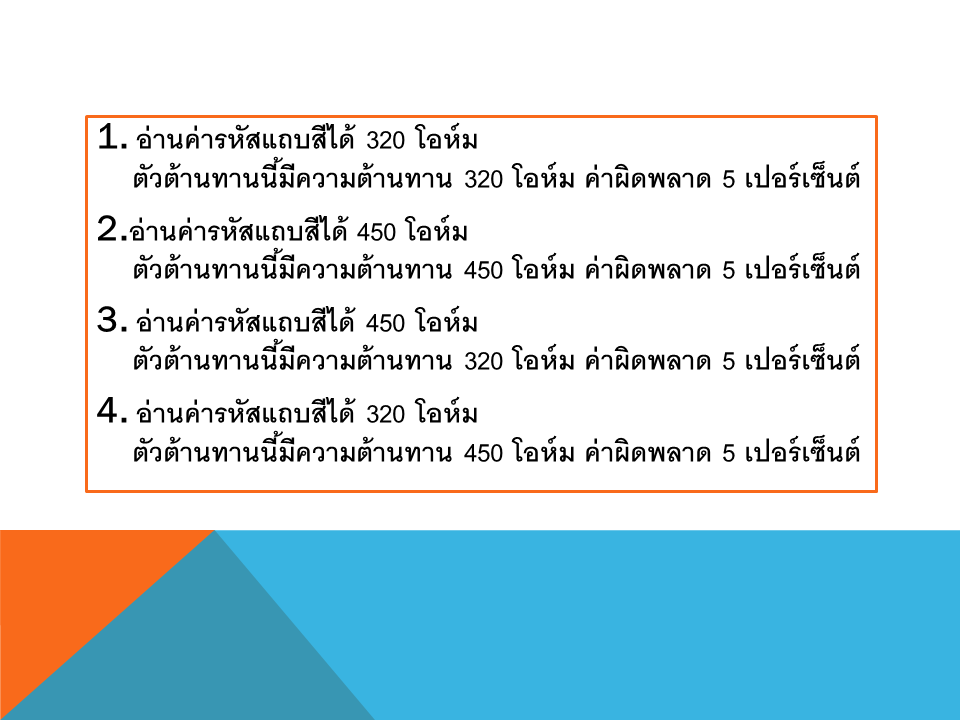 1. อ่านค่ารหัสแถบสีได้ 320 โอห์ม
ตัวต้านทานนี้มีความต้านทาน 320 โอห์ม ค่าผิดพลาด 5 เปอร์เซ็นต์
2.อ่านค่ารหัสแถบสีได้ 450 โอห์ม
ตัวต้านทานนี้มีความต้านทาน 450 โอห์ม ค่าผิดพลาด 5 เปอร์เซ็นต์
3. อ่านค่ารหัสแถบสีได้ 450 โอห์ม
ตัวต้านทานนี้มีความต้านทาน 320 โอห์ม ค่าผิดพลาด 5 เปอร์เซ็นต์
4. อ่านค่ารหัสแถบสีได้ 320 โอห์ม
ตัวต้านทานนี้มีความต้านทาน 450 โอห์ม ค่าผิดพลาด 5 เปอร์เซ็นต์